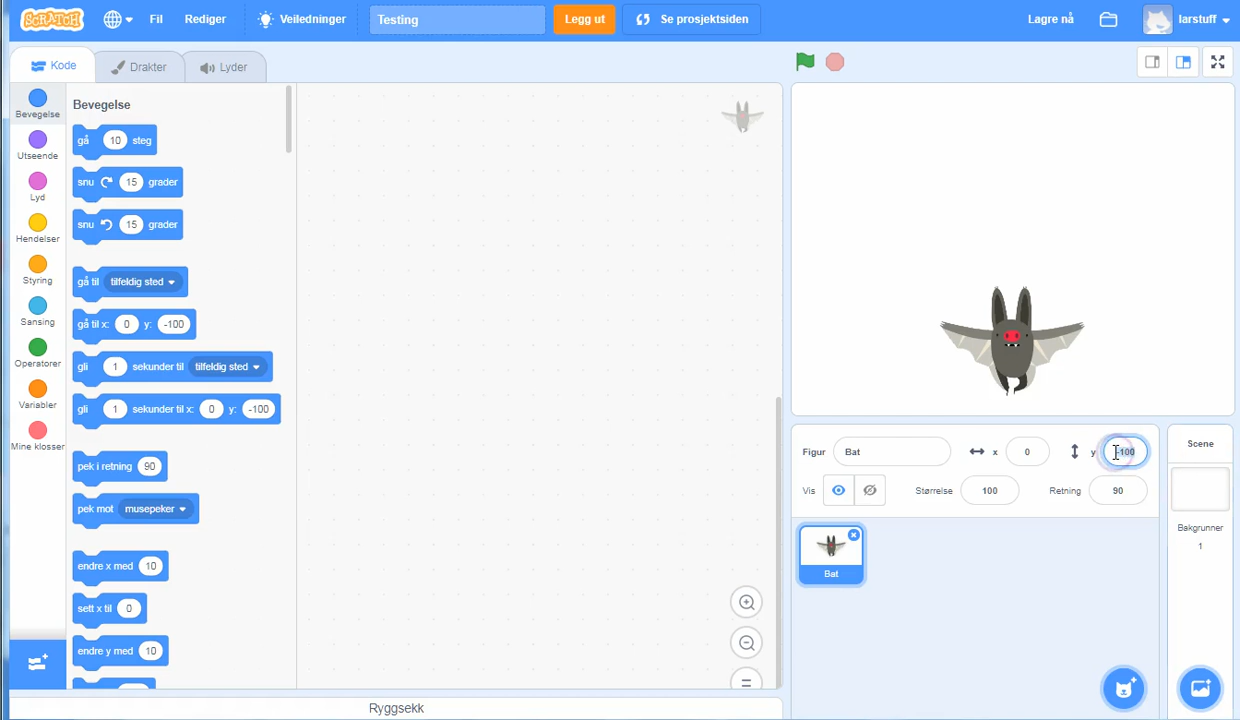 SCRATCH Fil Rediger Veiledninger Testing Legg ut Se prosjektsiden Lagre nå larstuff
Kode Drakter Lyder
Bevegelse
Utseende
Lyd
Hendelser
Styring
Sansing
Operatorer
Variabler
Mine klosser
Bevegelse
gå 10 steg
snu 15 grader
snu 15 grader
gå til tilfeldig sted
gå til x: 0 y: -100
gli 1 sekunder til tilfeldig sted
gli 1 sekunder til x: 0 y: -100
pek i retning 90
pek mot musepeker
endre x med 10
sett x til 0
endre y med 10
Figur Bat x 0 y -100
Vis Størrelse 100 Retning 90
Bat
Scene
Bakgrunner
1
Ryggsekk